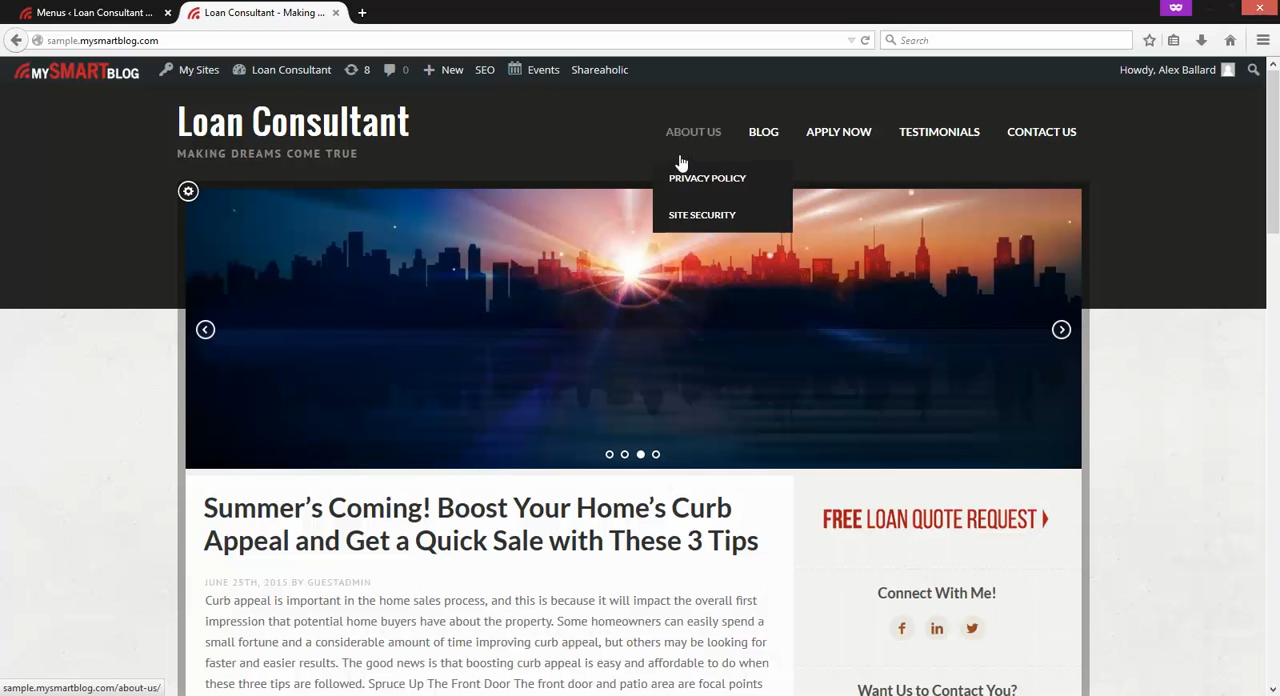 Menus ‹ Loan Consultant ... × Loan Consultant - Making ... × +
sample.mysmartblog.com Search
MYSMARTBLOG My Sites Loan Consultant 8 0 New SEO Events Shareaholic Howdy, Alex Ballard
Loan Consultant
MAKING DREAMS COME TRUE
ABOUT US BLOG APPLY NOW TESTIMONIALS CONTACT US
PRIVACY POLICY
SITE SECURITY
Summer’s Coming! Boost Your Home’s Curb
Appeal and Get a Quick Sale with These 3 Tips
JUNE 25TH, 2015 BY GUESTADMIN
Curb appeal is important in the home sales process, and this is because it will impact the overall first
impression that potential home buyers have about the property. Some homeowners can easily spend a
small fortune and a considerable amount of time improving curb appeal, but others may be looking for
faster and easier results. The good news is that boosting curb appeal is easy and affordable to do when
these three tips are followed. Spruce Up The Front Door The front door and patio area are focal points
FREE LOAN QUOTE REQUEST
Connect With Me!
Want Us to Contact You?
sample.mysmartblog.com/about-us/